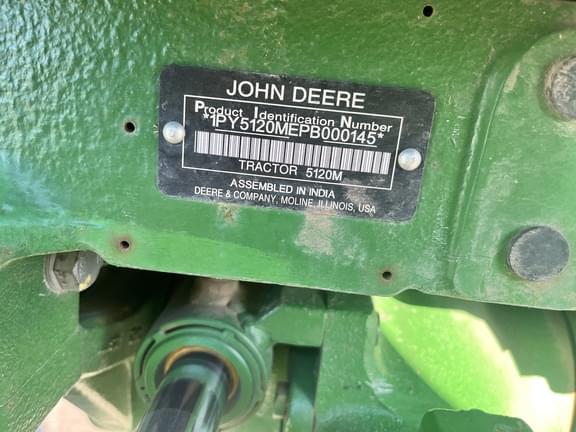 JOHN DEERE
Product Identification Number
*1PY5120MEPB000145*
TRACTOR 5120M
ASSEMBLED IN INDIA
DEERE & COMPANY, MOLINE, ILLINOIS, USA